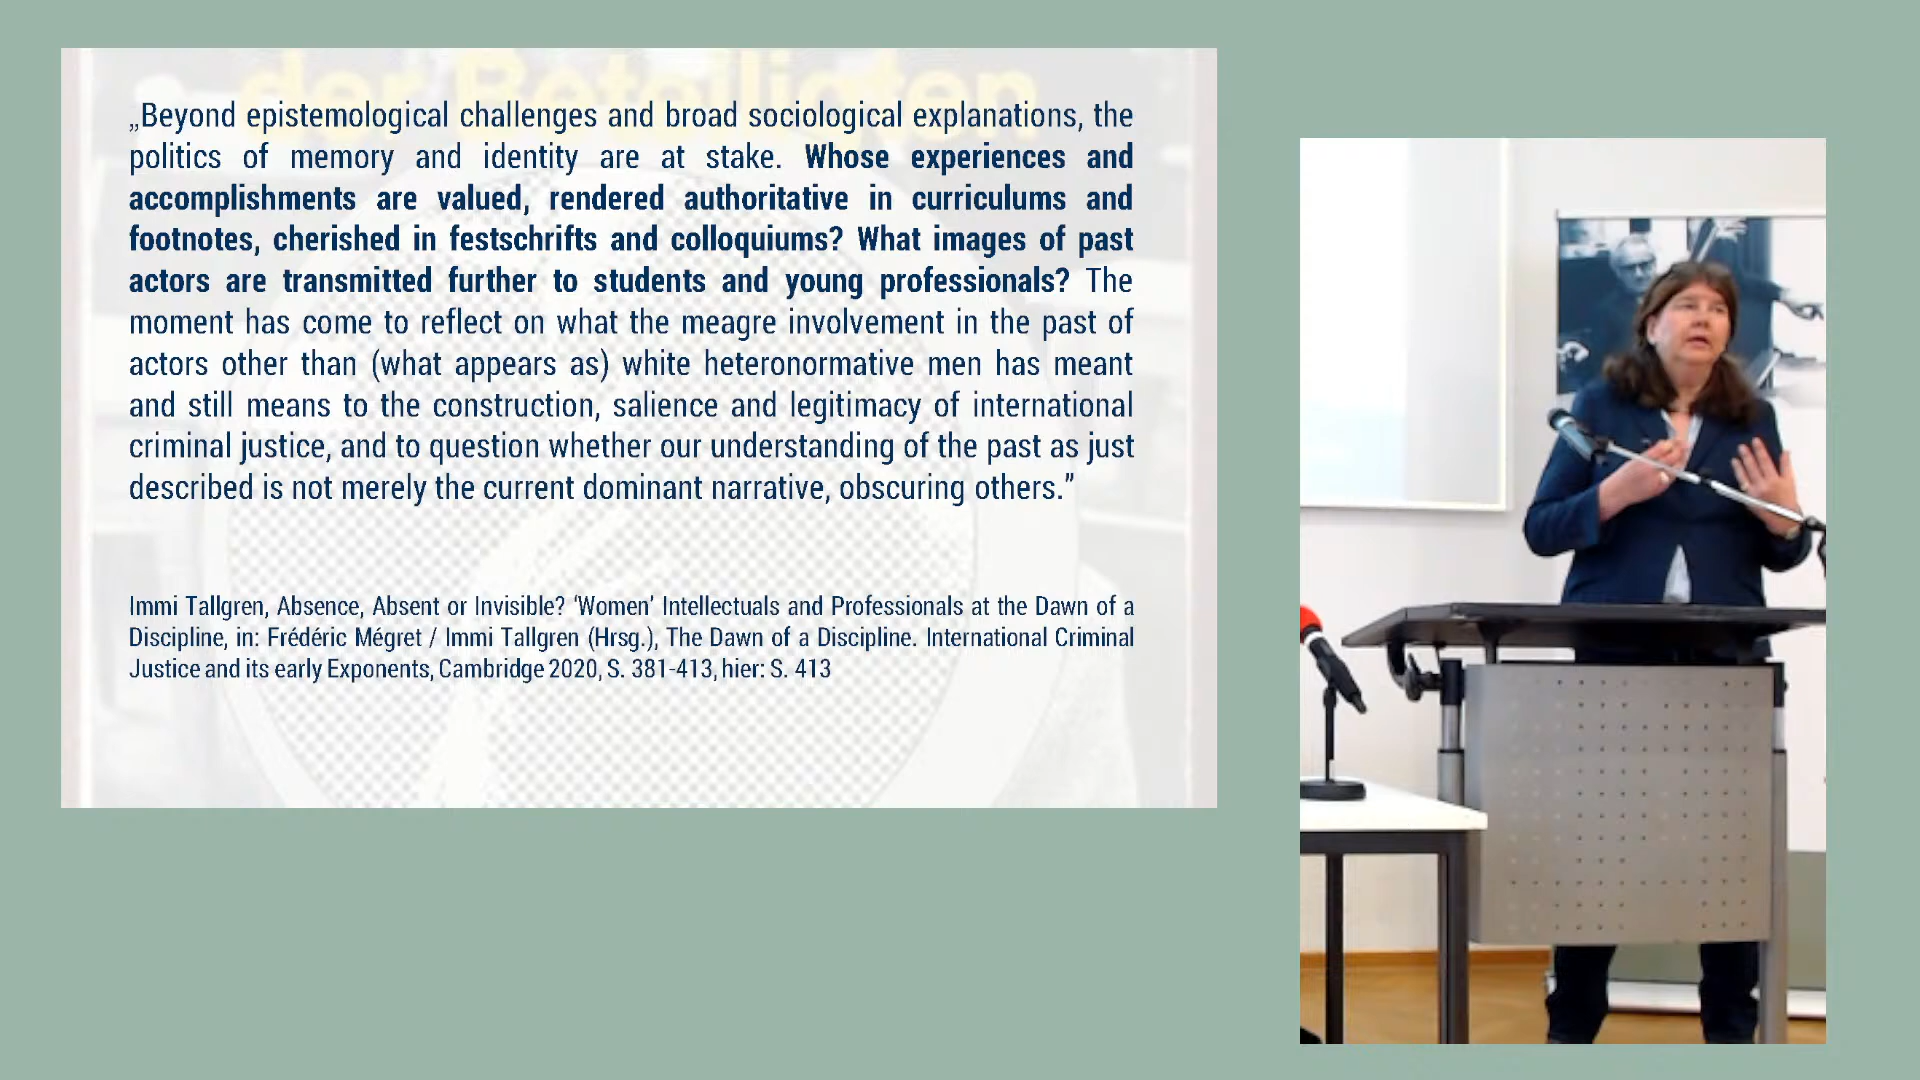 der Beteiligten
„Beyond epistemological challenges and broad sociological explanations, the
politics of memory and identity are at stake. Whose experiences and
accomplishments are valued, rendered authoritative in curriculums and
footnotes, cherished in festschrifts and colloquiums? What images of past
actors are transmitted further to students and young professionals? The
moment has come to reflect on what the meagre involvement in the past of
actors other than (what appears as) white heteronormative men has meant
and still means to the construction, salience and legitimacy of international
criminal justice, and to question whether our understanding of the past as just
described is not merely the current dominant narrative, obscuring others.”
Immi Tallgren, Absence, Absent or Invisible? ‘Women’ Intellectuals and Professionals at the Dawn of a
Discipline, in: Frédéric Mégret / Immi Tallgren (Hrsg.), The Dawn of a Discipline. International Criminal
Justice and its early Exponents, Cambridge 2020, S. 381-413, hier: S. 413